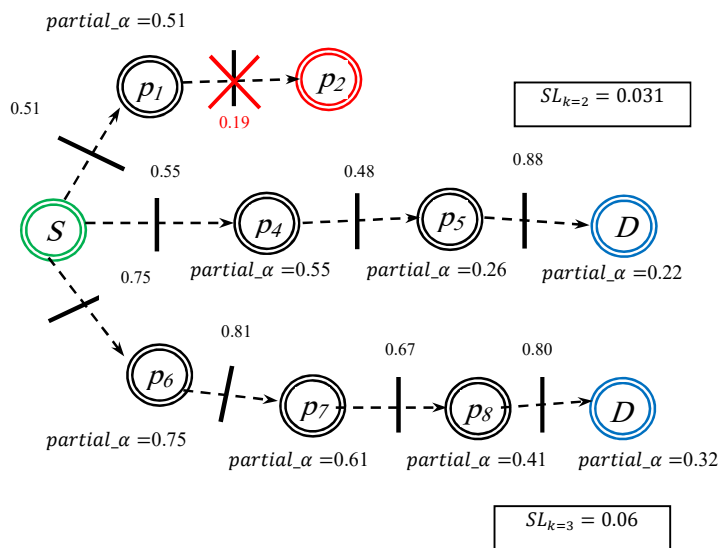 partial_α =0.51
p1
p2
SLk=2 = 0.031
0.51
0.19
0.55
0.48
0.88
S
p4
p5
D
partial_α =0.55
partial_α =0.26
partial_α =0.22
0.75
0.81
0.67
0.80
p6
p7
p8
D
partial_α =0.75
partial_α =0.61
partial_α =0.41
partial_α =0.32
SLk=3 = 0.06